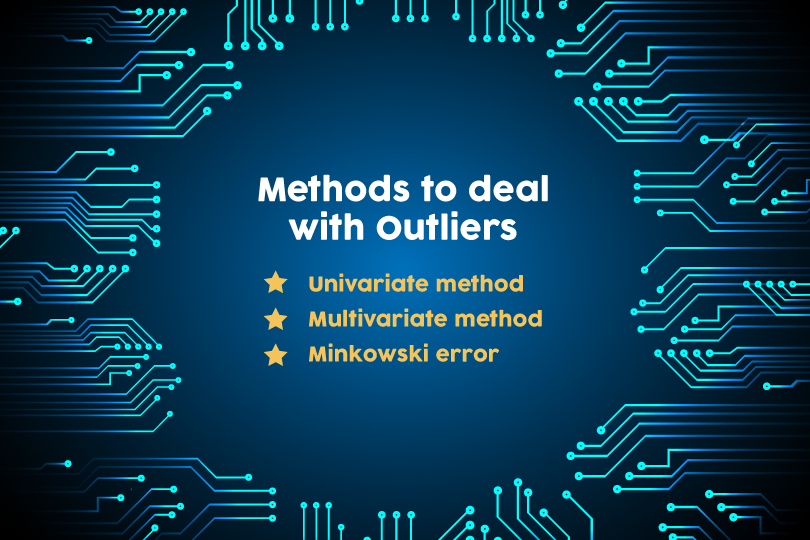 Methods to deal
with Outliers
Univariate method
Multivariate method
Minkowski error